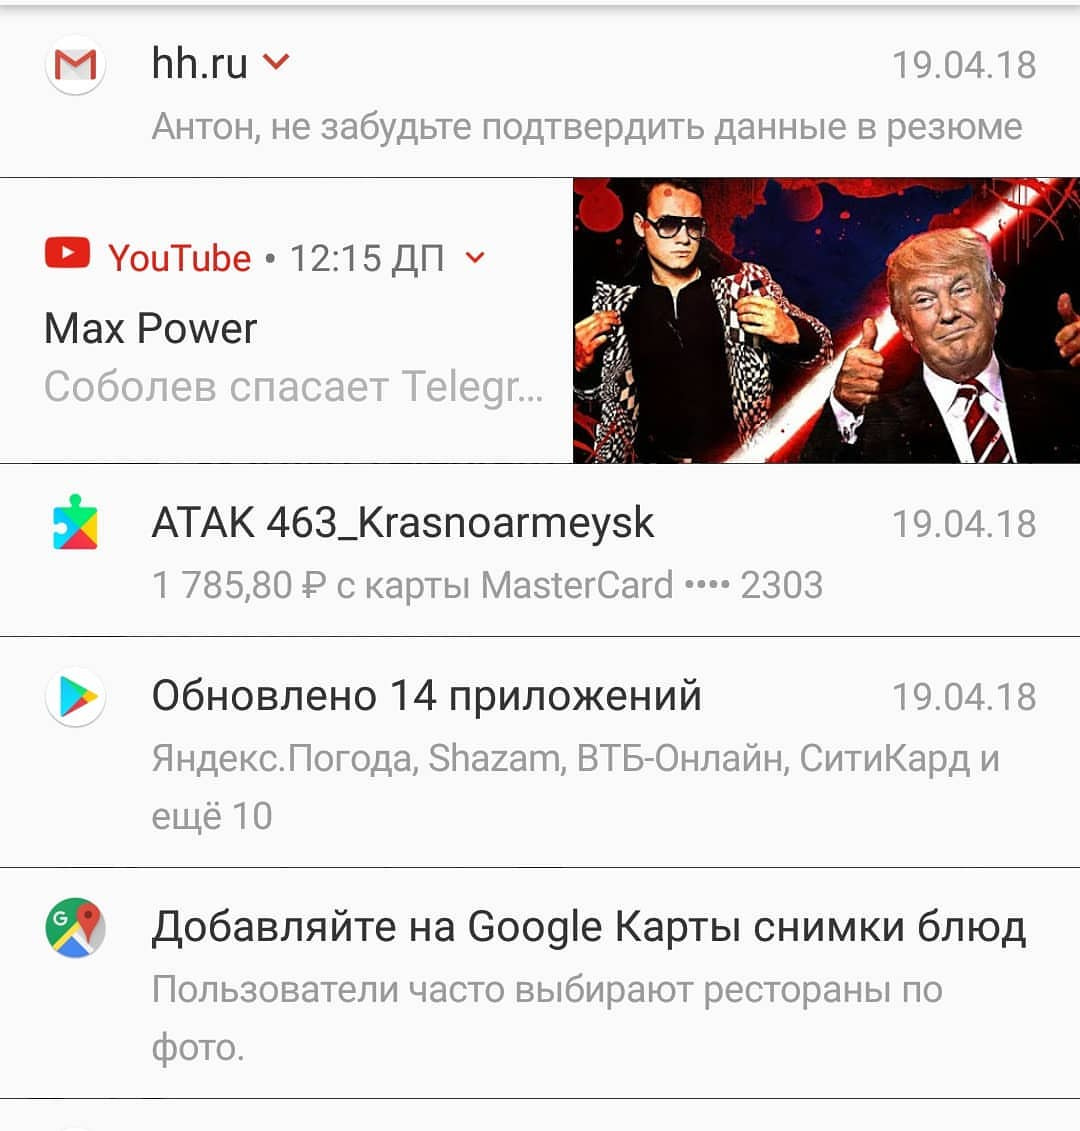 hh.ru
19.04.18
Антон, не забудьте подтвердить данные в резюме
YouTube • 12:15 ДП
Max Power
Соболев спасает Telegr...
ATAK 463_Krasnoarmeysk
19.04.18
1 785,80 ₽ с карты MasterCard •••• 2303
Обновлено 14 приложений
19.04.18
Яндекс.Погода, Shazam, ВТБ-Онлайн, СитиКард и
ещё 10
G
Добавляйте на Google Карты снимки блюд
Пользователи часто выбирают рестораны по
фото.